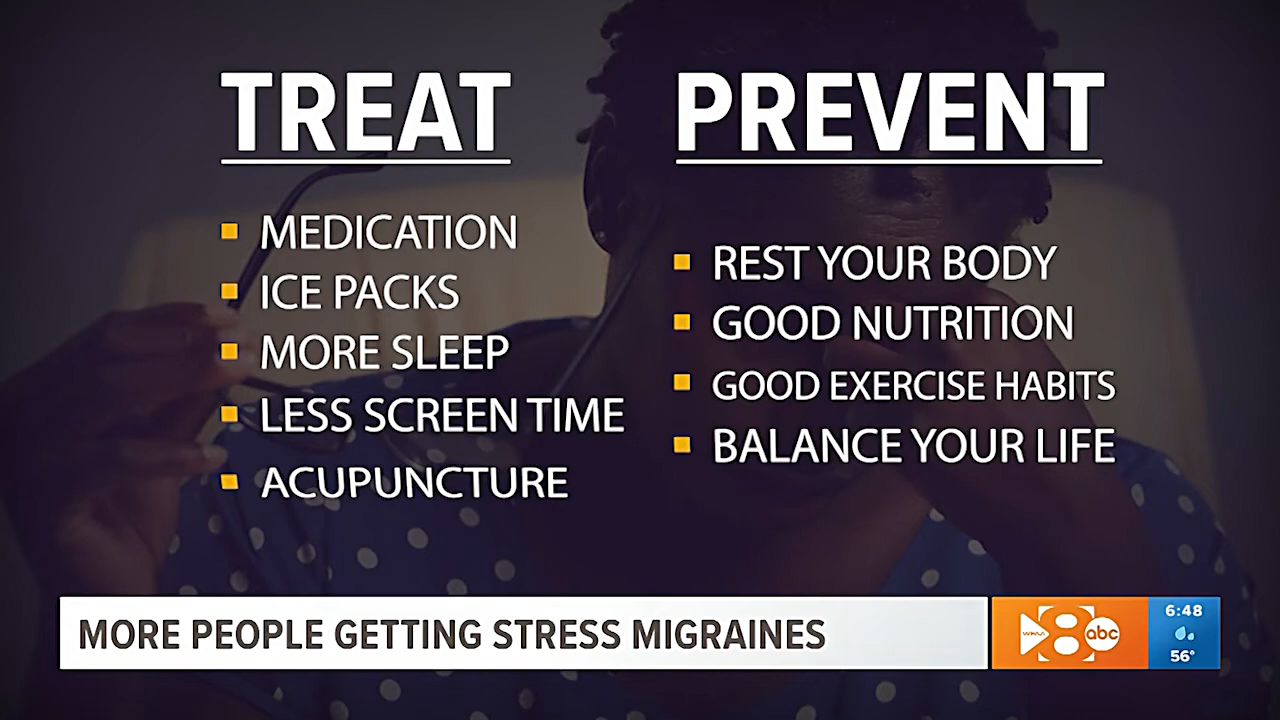 TREAT
MEDICATION
ICE PACKS
MORE SLEEP
LESS SCREEN TIME
ACUPUNCTURE
PREVENT
REST YOUR BODY
GOOD NUTRITION
GOOD EXERCISE HABITS
BALANCE YOUR LIFE
MORE PEOPLE GETTING STRESS MIGRAINES
8 abc
6:48
56°